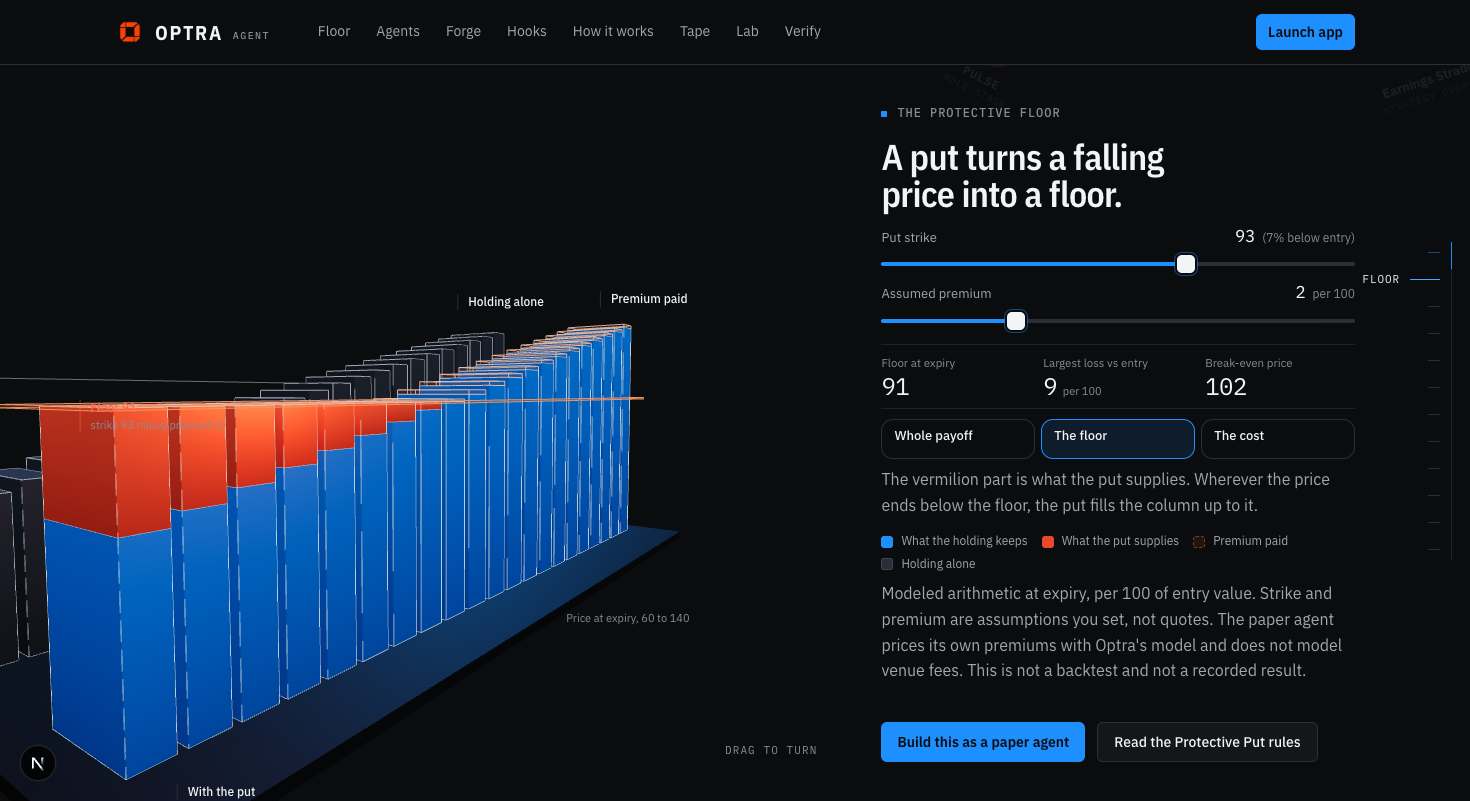 OPTRA AGENT
Floor Agents Forge Hooks How it works Tape Lab Verify
Launch app
PULSE
Earnings
THE PROTECTIVE FLOOR
A put turns a falling
price into a floor.
Put strike 93 (7% below entry)
FLOOR
Assumed premium 2 per 100
Floor at expiry Largest loss vs entry Break-even price
91 9 per 100 102
Whole payoff The floor The cost
The vermilion part is what the put supplies. Wherever the price
ends below the floor, the put fills the column up to it.
What the holding keeps What the put supplies Premium paid
Holding alone
Modeled arithmetic at expiry, per 100 of entry value. Strike and
premium are assumptions you set, not quotes. The paper agent
prices its own premiums with Optra's model and does not model
venue fees. This is not a backtest and not a recorded result.
Build this as a paper agent Read the Protective Put rules
Holding alone Premium paid
strike 93 minus premium 2
Price at expiry, 60 to 140
DRAG TO TURN
With the put
N